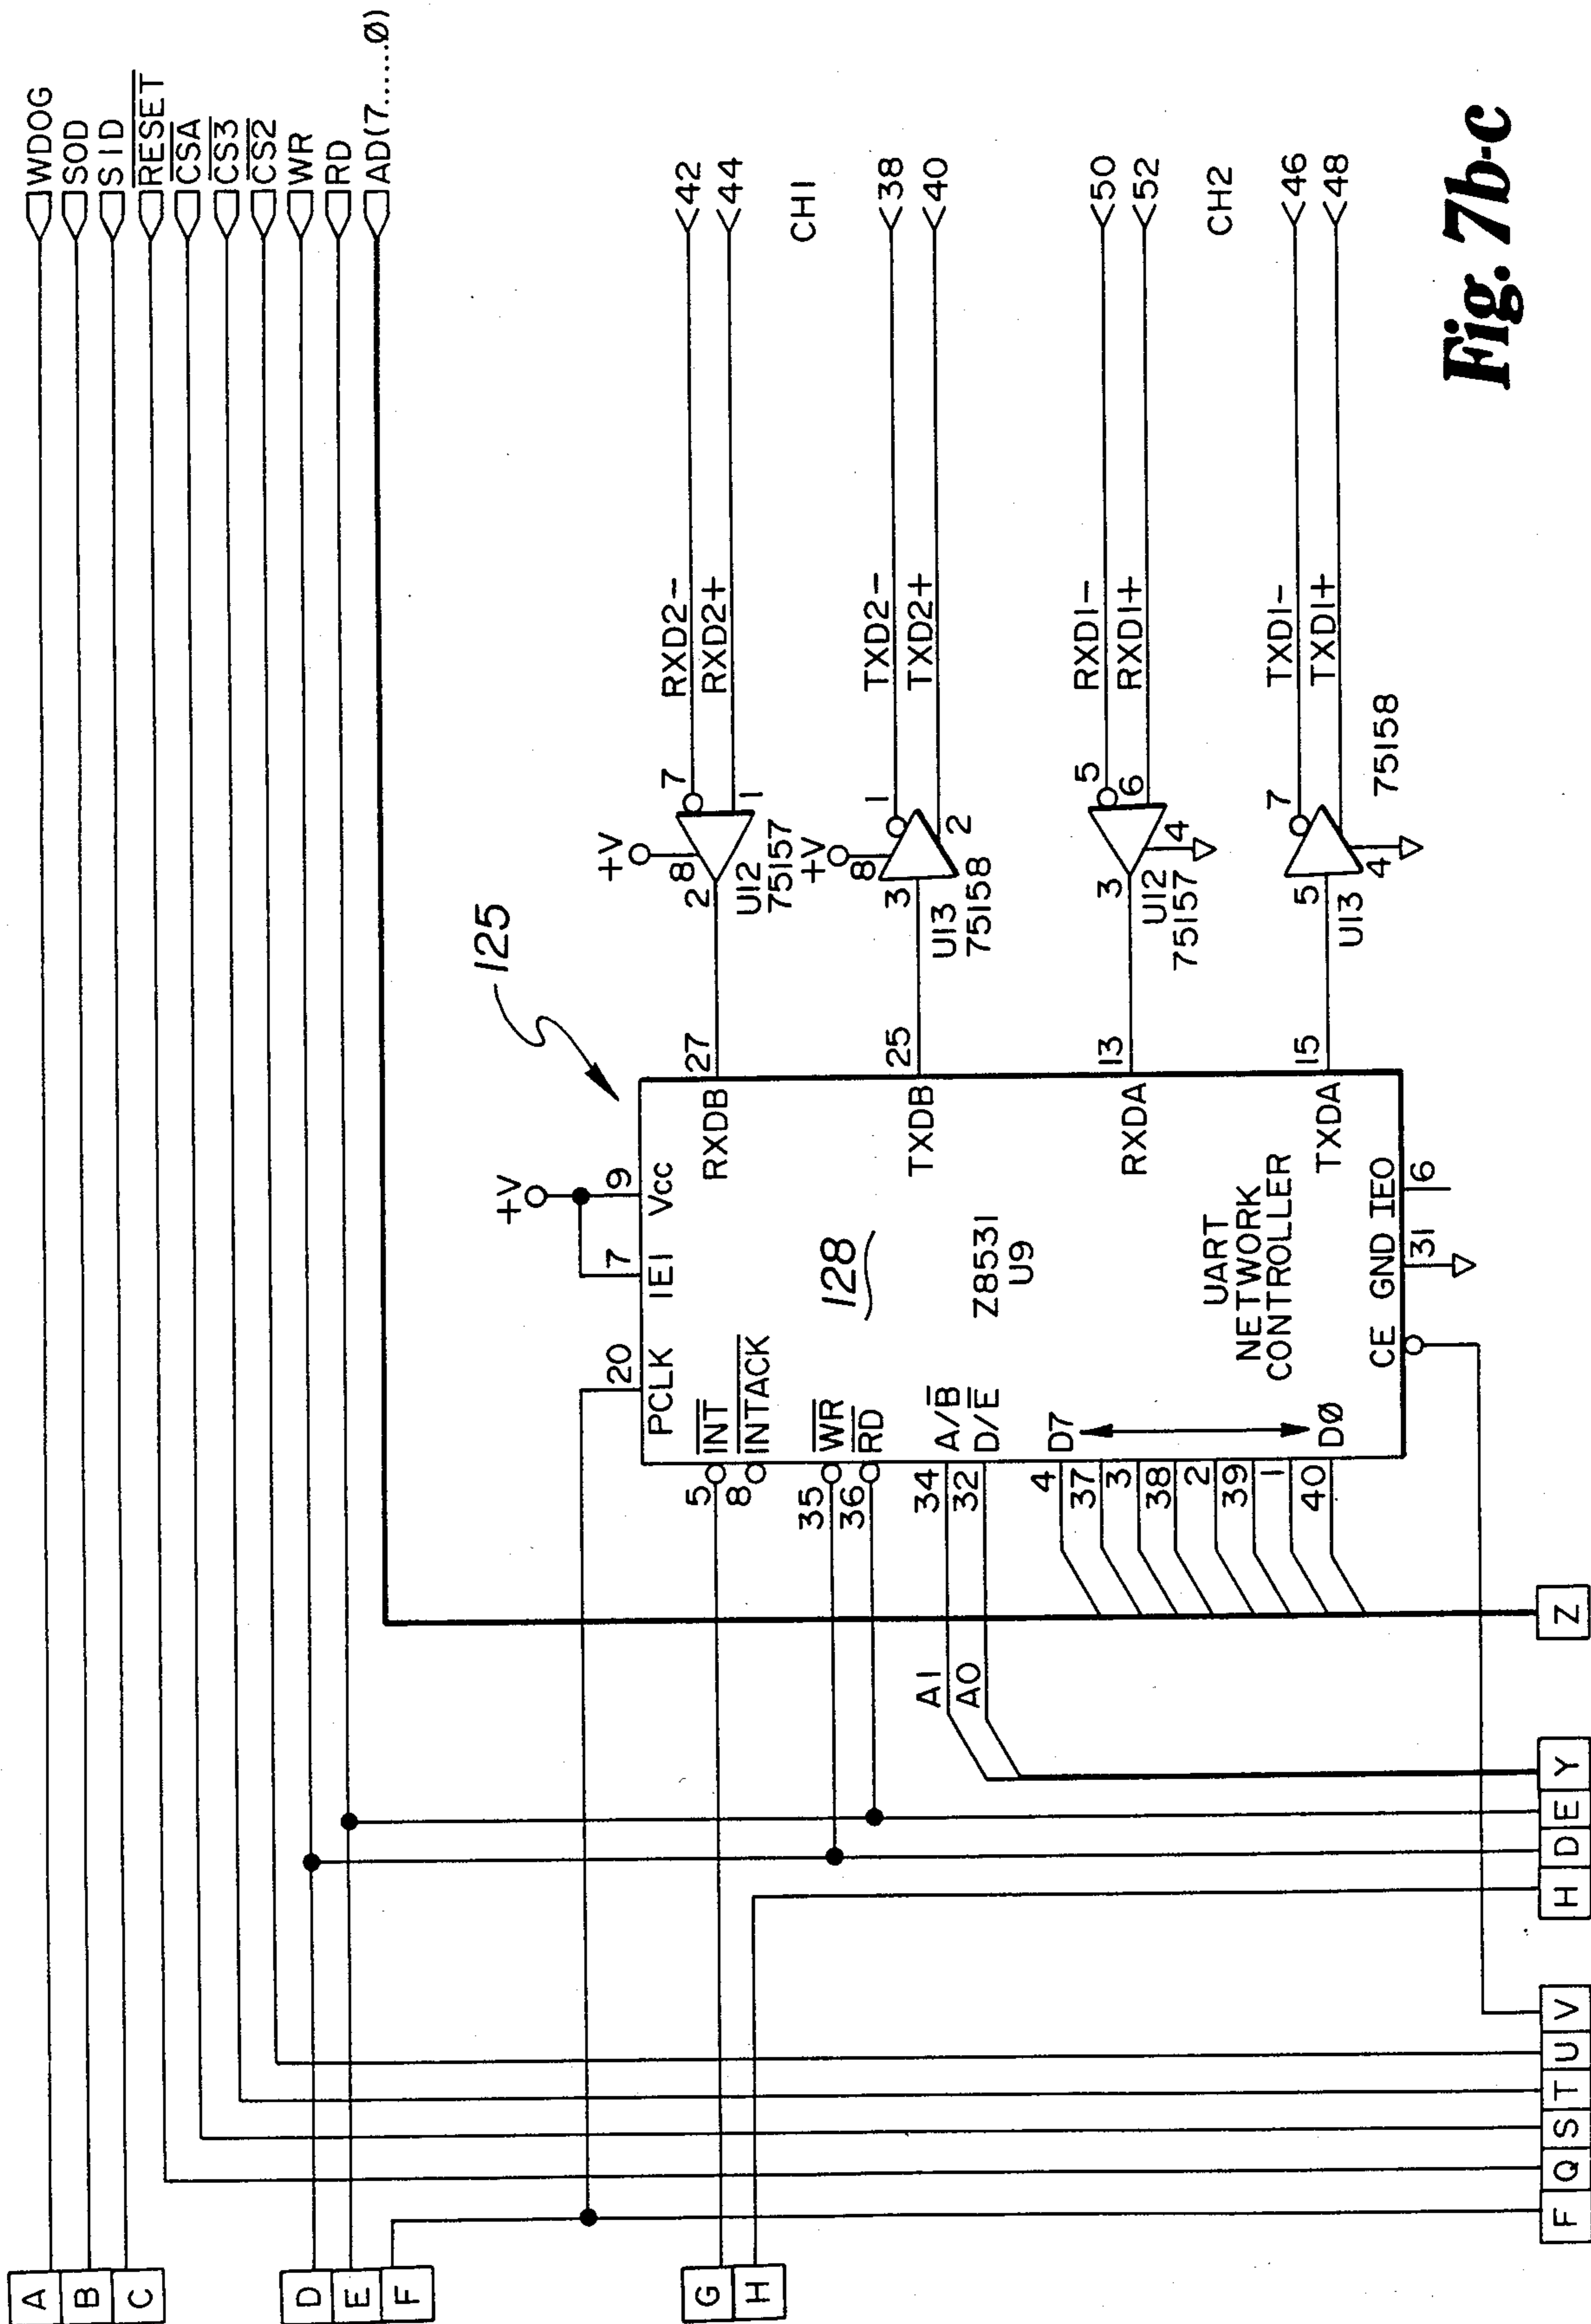 WDOG
SOD
SID
RESET
CSA
CS3
CS2
WR
RD
AD(7.....0)
A
B
C
D
E
F
G
H
125
+V
20
7
9
PCLK
IEI
Vcc
5
INT
8
INTACK
35
WR
36
RD
34
A/B
32
D/E
A1
A0
4
D7
37
3
38
2
39
1
40
DØ
128
Z8531
U9
UART
NETWORK
CONTROLLER
CE
GND
IEO
31
6
RXDB
27
TXDB
25
RXDA
13
TXDA
15
+V
8
2
7
1
U12
75157
RXD2-
RXD2+
<42
<44
CH1
+V
8
3
1
2
U13
75158
TXD2-
TXD2+
<38
<40
3
5
6
4
U12
75157
RXD1-
RXD1+
<50
<52
CH2
5
7
4
U13
75158
TXD1-
TXD1+
<46
<48
F
Q
S
T
U
V
H
D
E
Y
Z
Fig. 7b-c